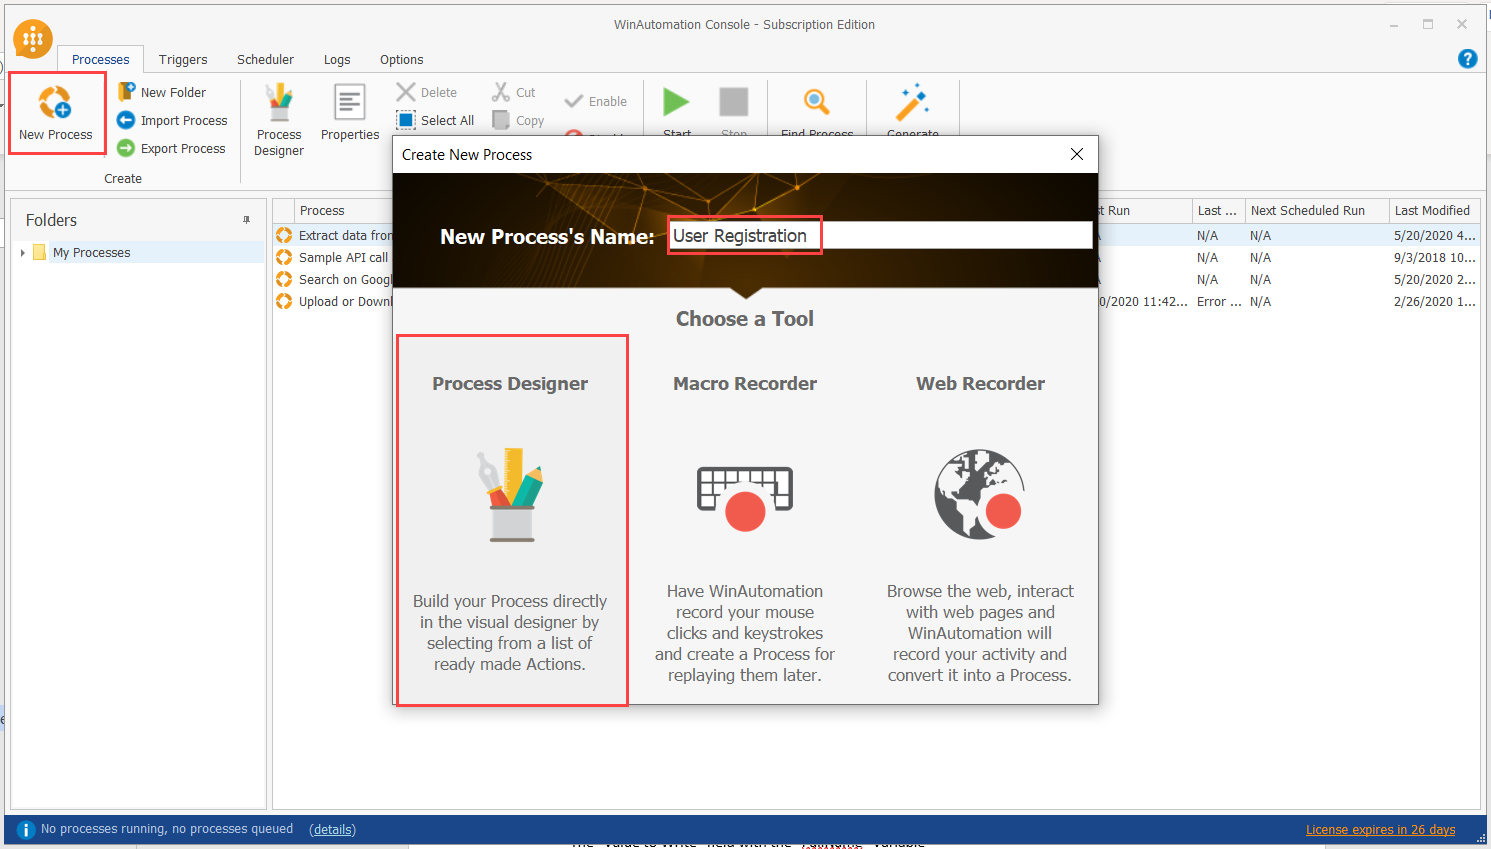 WinAutomation Console - Subscription Edition
Processes Triggers Scheduler Logs Options
New Process
New Folder
Import Process
Export Process
Create
Process
Designer
Properties
Delete
Select All
Cut
Copy
Enable
Start
Stop
Find Process
Generate
Folders
My Processes
Process
Last ... Next Scheduled Run Last Modified
Run
Extract data from
N/A N/A 5/20/2020 4...
Sample API call
N/A N/A 9/3/2018 10...
Search on Goog
N/A N/A 5/20/2020 2...
Upload or Down
0/2020 11:42... Error ... N/A 2/26/2020 1...
Create New Process
New Process's Name: User Registration
Choose a Tool
Process Designer
Build your Process directly
in the visual designer by
selecting from a list of
ready made Actions.
Macro Recorder
Have WinAutomation
record your mouse
clicks and keystrokes
and create a Process for
replaying them later.
Web Recorder
Browse the web, interact
with web pages and
WinAutomation will
record your activity and
convert it into a Process.
No processes running, no processes queued (details)
License expires in 26 days